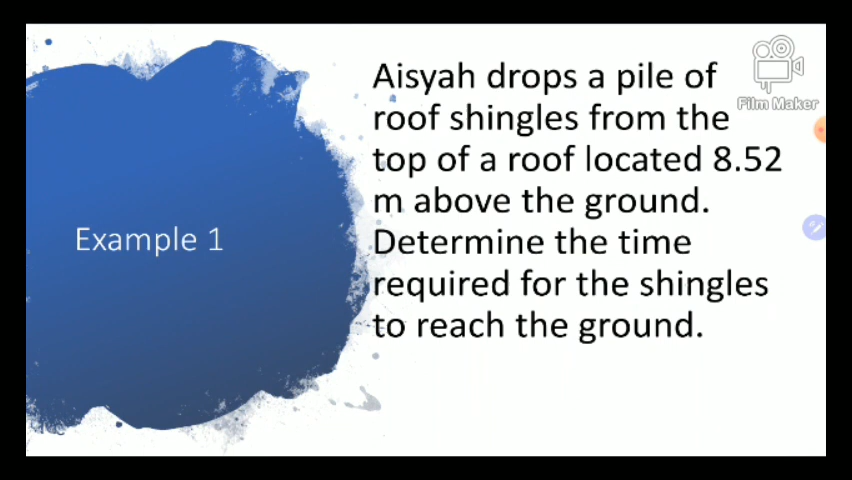 Aisyah drops a pile of
roof shingles from the
top of a roof located 8.52
m above the ground.
Determine the time
required for the shingles
to reach the ground.
Example 1
Film Maker